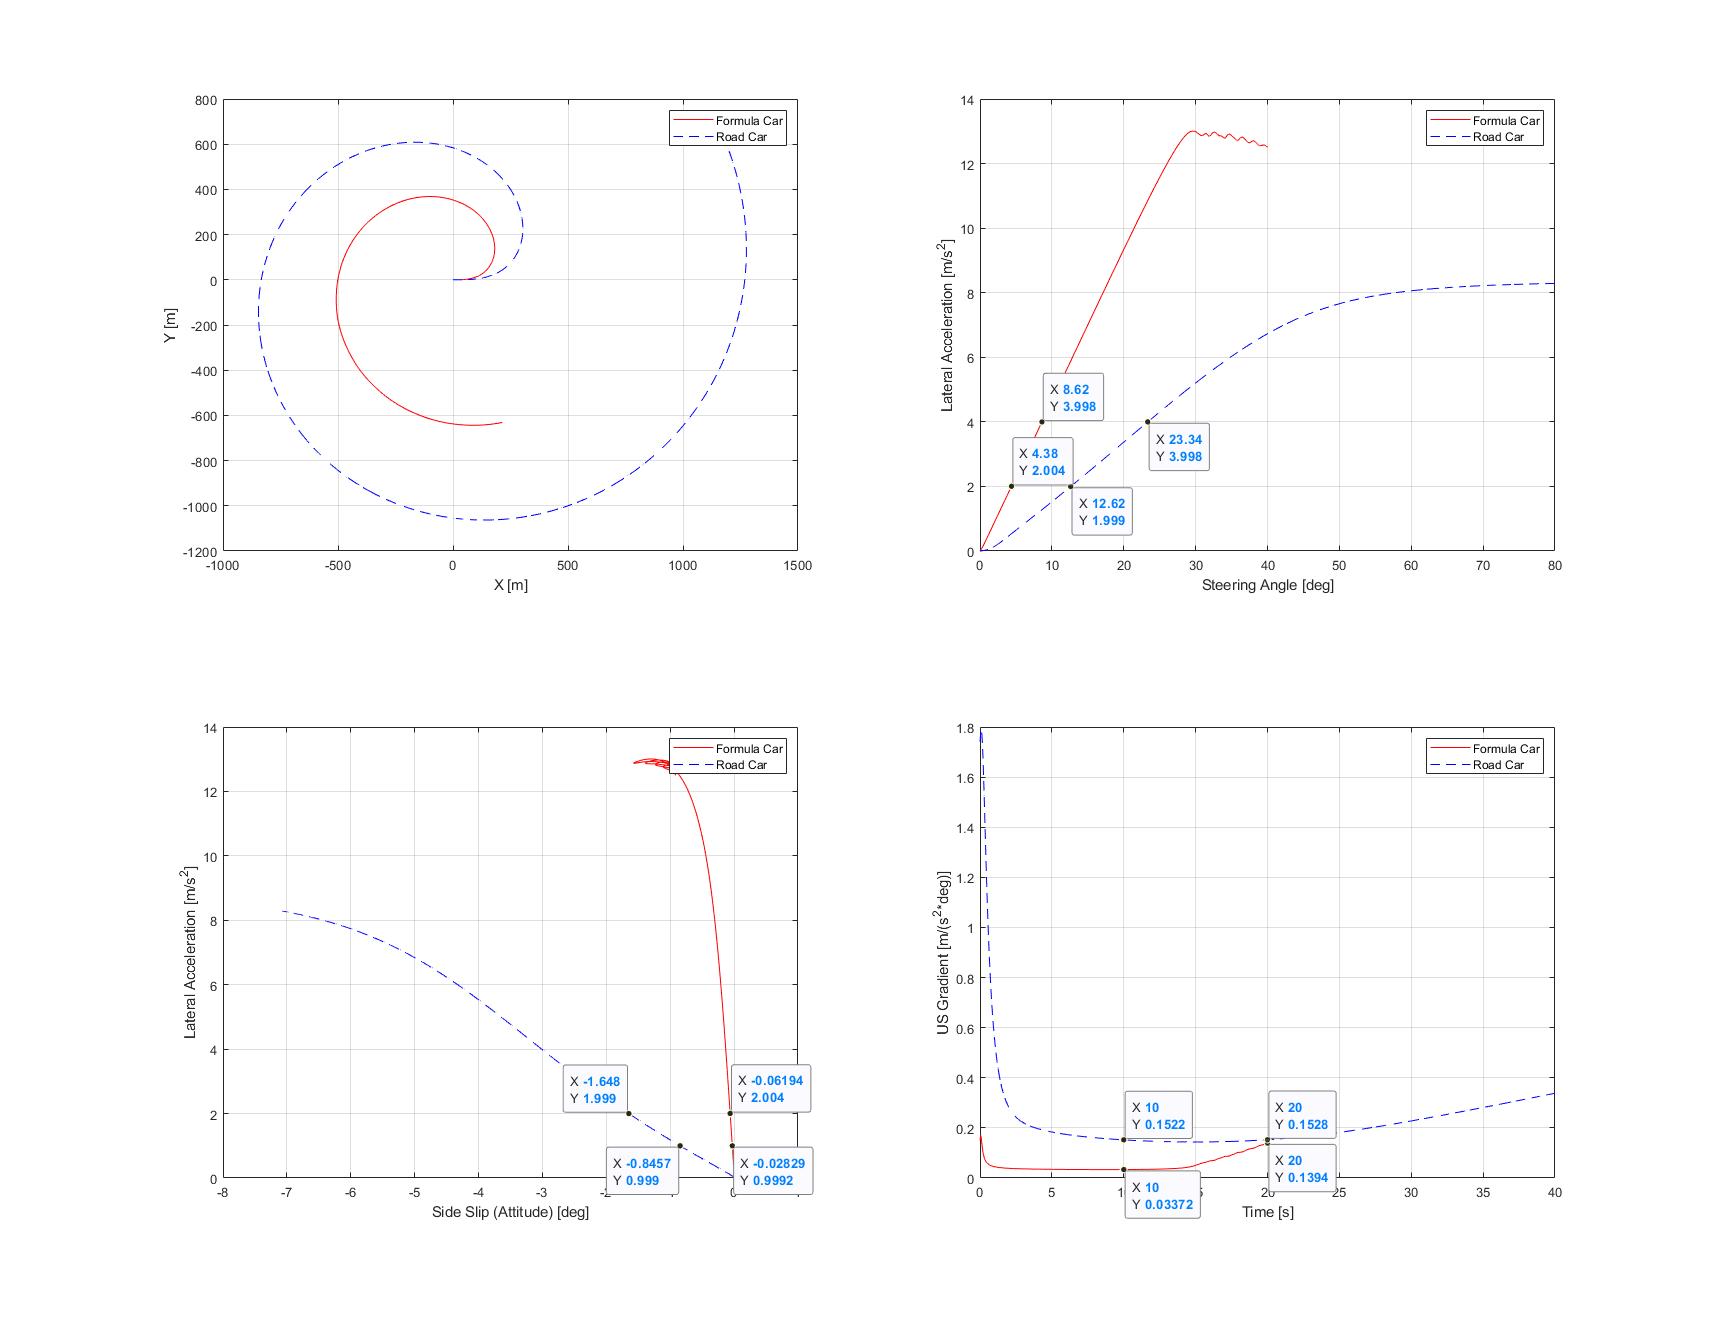 Formula Car
Road Car
800
600
400
200
0
-200
-400
-600
-800
-1000
-1200
-1000
-500
0
500
1000
1500
Y [m]
X [m]
Formula Car
Road Car
14
12
10
8
6
4
2
0
0
10
20
30
40
50
60
70
80
Lateral Acceleration [m/s2]
Steering Angle [deg]
X 8.62
Y 3.998
X 4.38
Y 2.004
X 23.34
Y 3.998
X 12.62
Y 1.999
Formula Car
Road Car
14
12
10
8
6
4
2
0
-8
-7
-6
-5
-4
-3
Lateral Acceleration [m/s2]
Side Slip (Attitude) [deg]
X -1.648
Y 1.999
X -0.06194
Y 2.004
X -0.8457
Y 0.999
X -0.02829
Y 0.9992
Formula Car
Road Car
1.8
1.6
1.4
1.2
1
0.8
0.6
0.4
0.2
0
0
5
20
25
30
35
40
US Gradient [m/(s2*deg)]
Time [s]
X 10
Y 0.1522
X 20
Y 0.1528
X 20
Y 0.1394
X 10
Y 0.03372